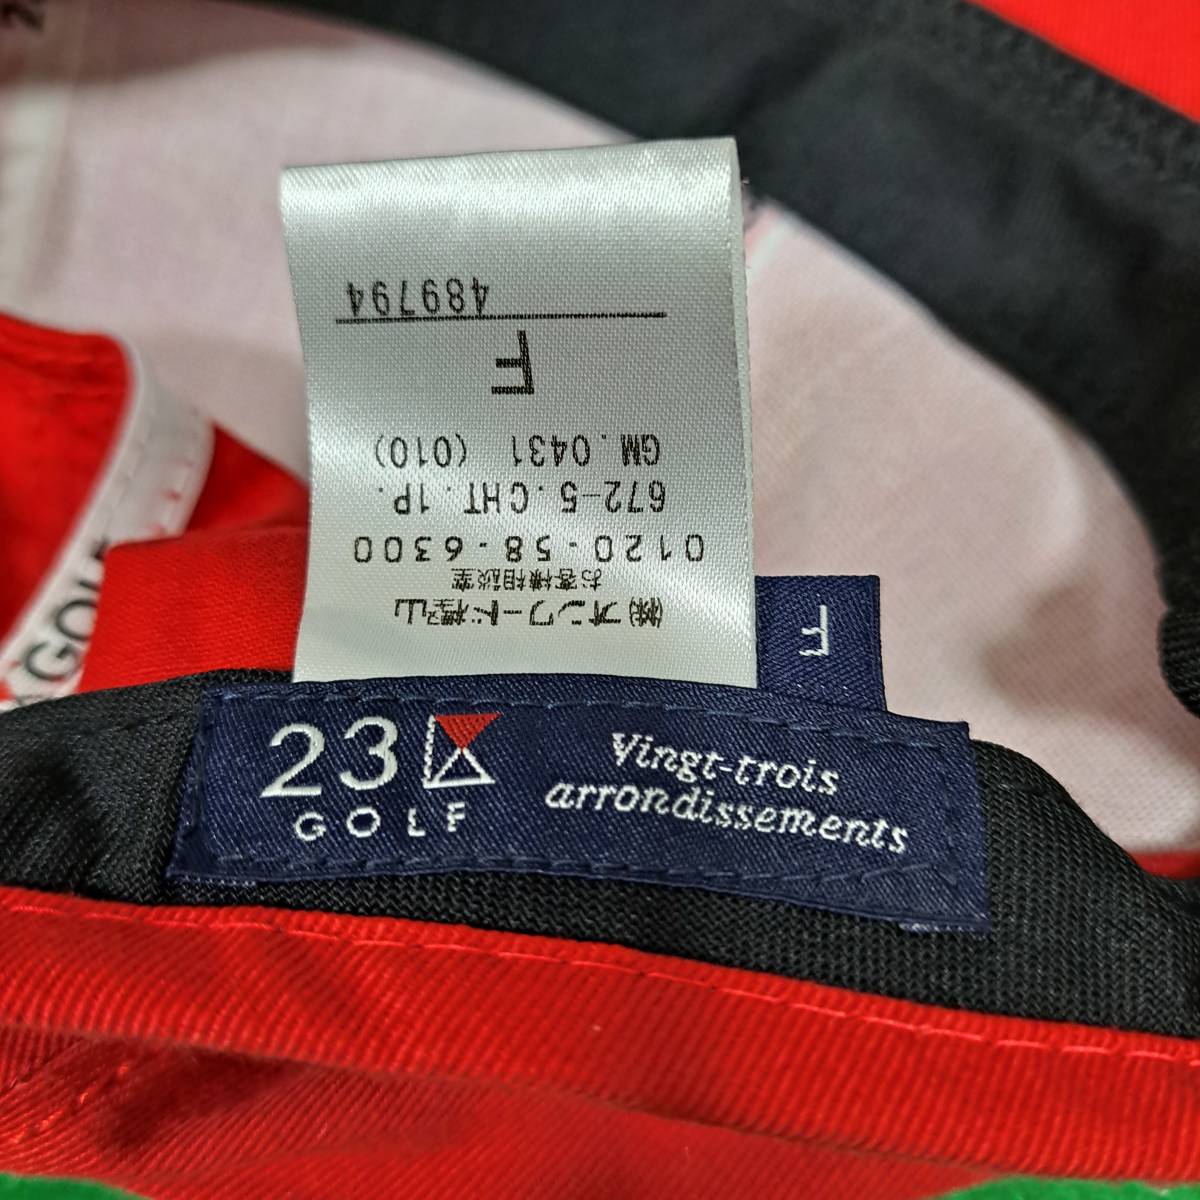 ㈱オンワード樫山
お客様相談室
0120-58-6300
672-5.CHT.1P.
GM.0431 (010)
F
489794
F
23 GOLF
Vingt-trois
arrondissements
GOLF